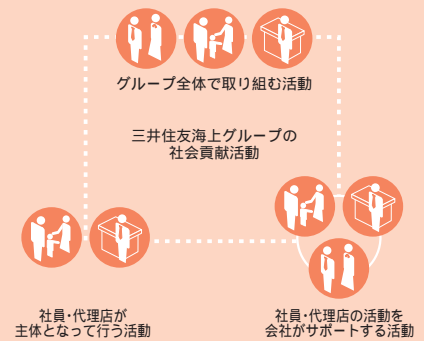 グループ全体で取り組む活動
三井住友海上グループの
社会貢献活動
社員・代理店が
主体となって行う活動
社員・代理店の活動を
会社がサポートする活動